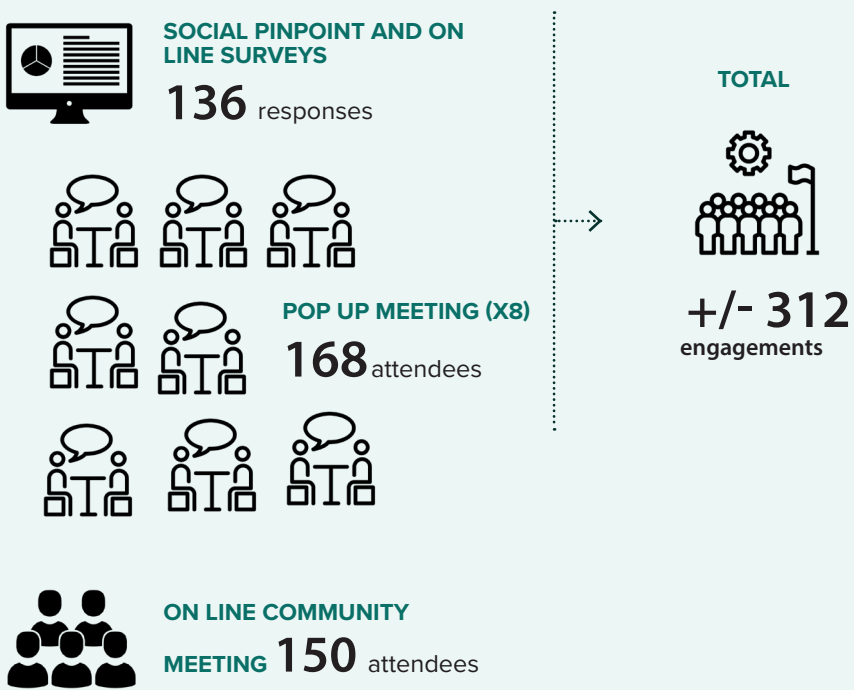 SOCIAL PINPOINT AND ON
LINE SURVEYS
136 responses
POP UP MEETING (X8)
168 attendees
ON LINE COMMUNITY
MEETING 150 attendees
TOTAL
+/- 312
engagements